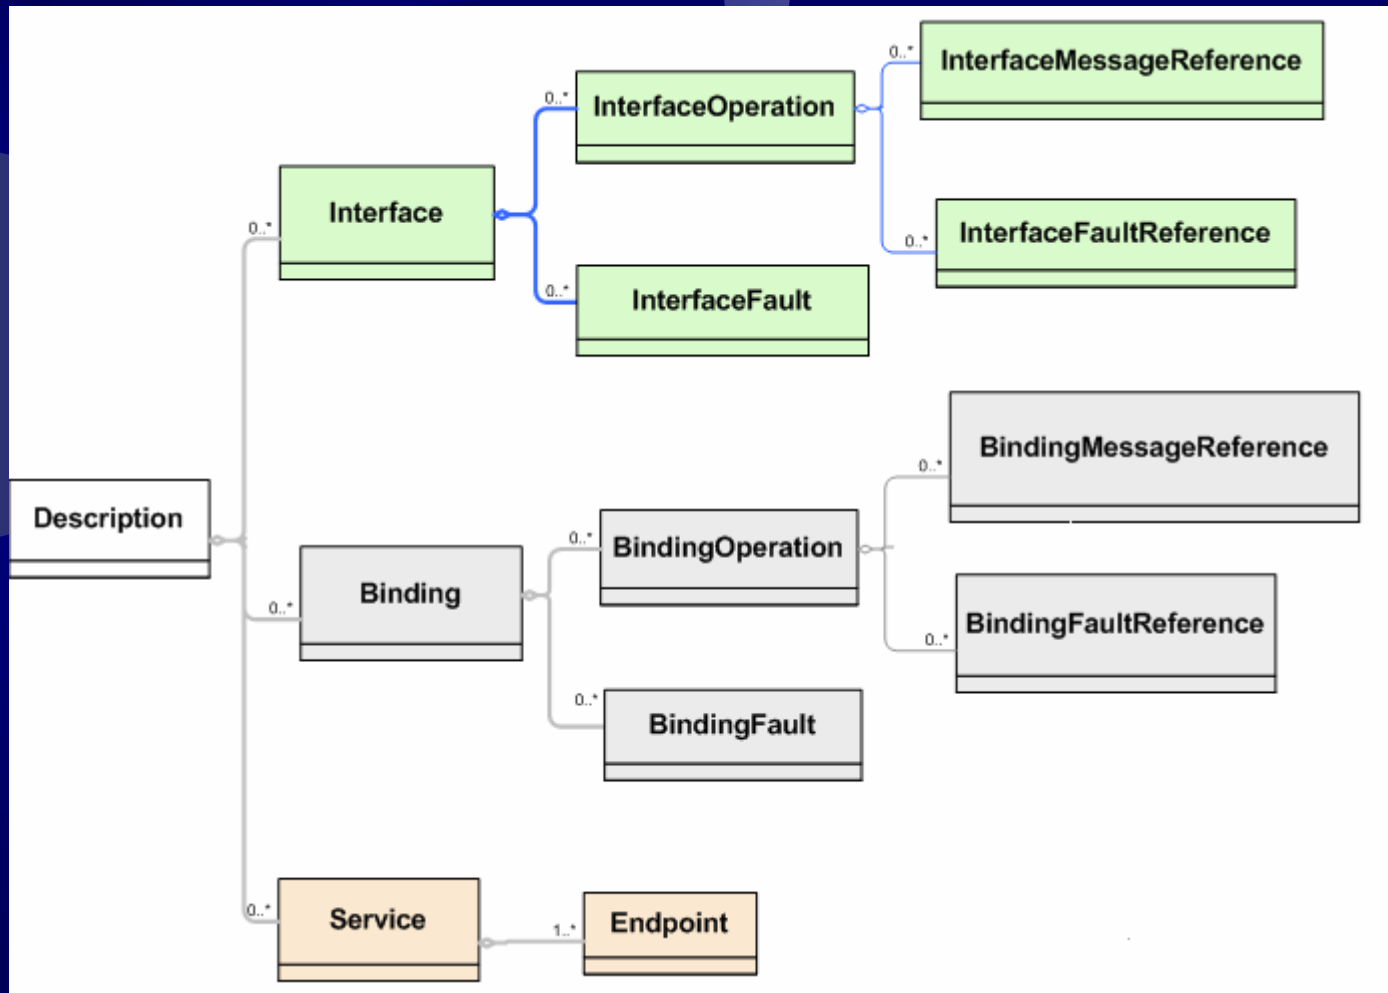 0..*
InterfaceMessageReference
0..*
InterfaceOperation
0..*
Interface
0..*
InterfaceFaultReference
0..*
0..*
InterfaceFault
BindingMessageReference
0..*
Description
0..*
BindingOperation
0..*
Binding
BindingFaultReference
0..*
0..*
BindingFault
0..*
Service
1..*
Endpoint